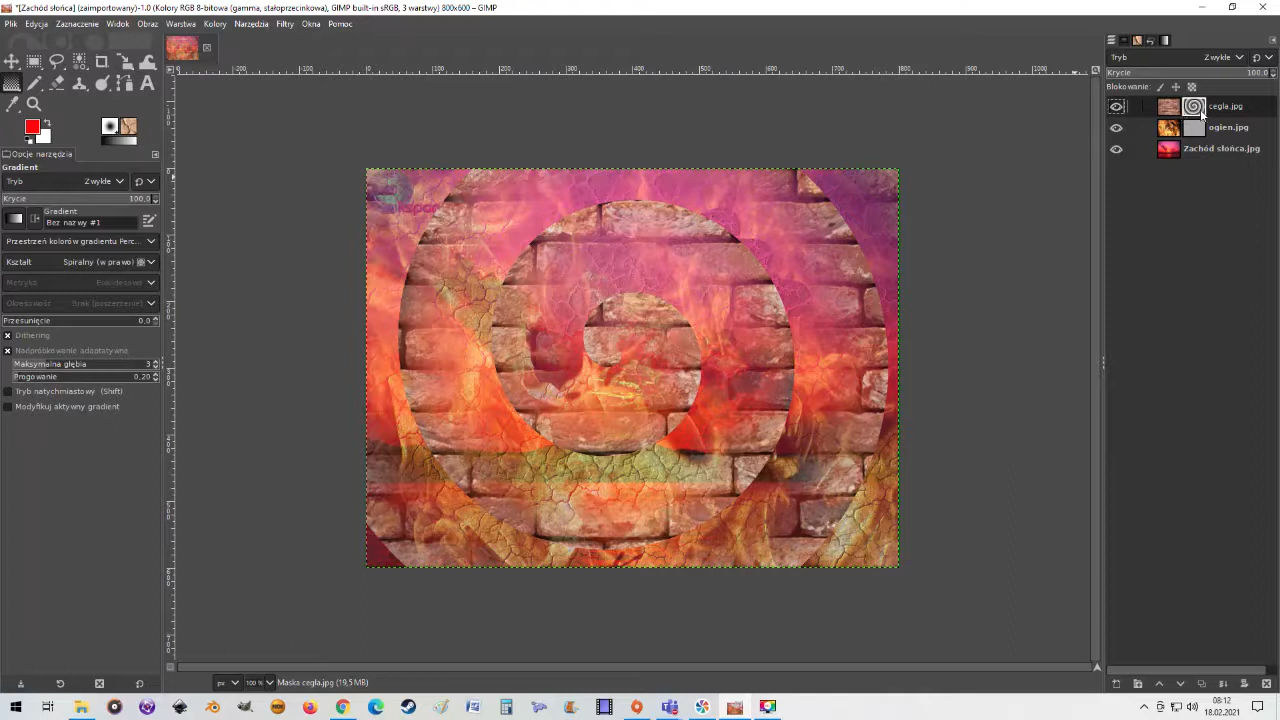 *[Zachód słońca] (zaimportowany)-1.0 (Kolory RGB 8-bitowa (gamma, stałoprzecinkowa), GIMP built-in sRGB, 3 warstwy) 800x600 – GIMP
Plik Edycja Zaznaczenie Widok Obraz Warstwa Kolory Narzędzia Filtry Okna Pomoc
Tryb Zwykłe
Krycie 100,0
Blokowanie:
cegla.jpg
ogien.jpg
Zachód słońca.jpg
Opcje narzędzia
Gradient
Tryb Zwykłe
Krycie 100,0
Gradient
Bez nazwy #1
Przestrzeń kolorów gradientu Perc...
Kształt Spiralny (w prawo)
Metryka Euklidesowa
Okresowość Brak (poszerzenie)
Przesunięcie 0,0
Dithering
Nadpróbkowanie adaptatywne
Maksymalna głębia 3
Progowanie 0,20
Tryb natychmiastowy (Shift)
Modyfikuj aktywny gradient
px 100 % Maska cegla.jpg (19,5 MB)
08:12
18.02.2021